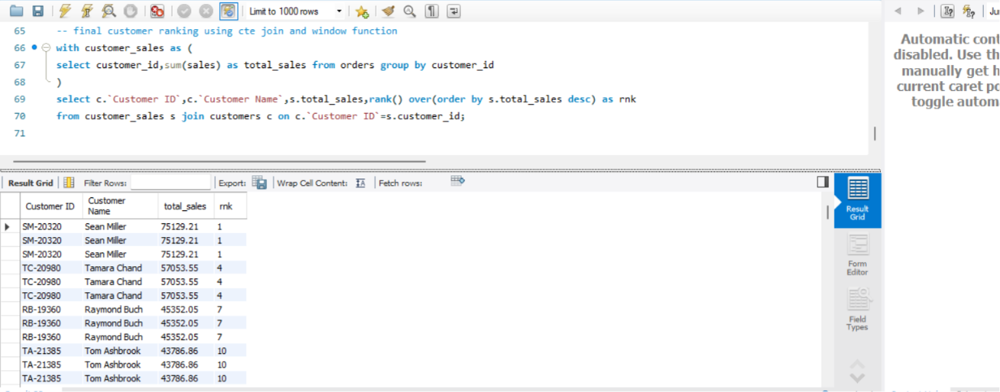 Limit to 1000 rows
65 -- final customer ranking using cte join and window function
66 with customer_sales as (
67 select customer_id,sum(sales) as total_sales from orders group by customer_id
68 )
69 select c.`Customer ID`,c.`Customer Name`,s.total_sales,rank() over(order by s.total_sales desc) as rnk
70 from customer_sales s join customers c on c.`Customer ID`=s.customer_id;
71
Automatic cont
disabled. Use th
manually get h
current caret po
toggle automa
Result Grid Filter Rows: Export: Wrap Cell Content: Fetch rows:
Customer ID Customer Name total_sales rnk
SM-20320 Sean Miller 75129.21 1
SM-20320 Sean Miller 75129.21 1
SM-20320 Sean Miller 75129.21 1
TC-20980 Tamara Chand 57053.55 4
TC-20980 Tamara Chand 57053.55 4
TC-20980 Tamara Chand 57053.55 4
RB-19360 Raymond Buch 45352.05 7
RB-19360 Raymond Buch 45352.05 7
RB-19360 Raymond Buch 45352.05 7
TA-21385 Tom Ashbrook 43786.86 10
TA-21385 Tom Ashbrook 43786.86 10
TA-21385 Tom Ashbrook 43786.86 10
Result
Grid
Form
Editor
Field
Types